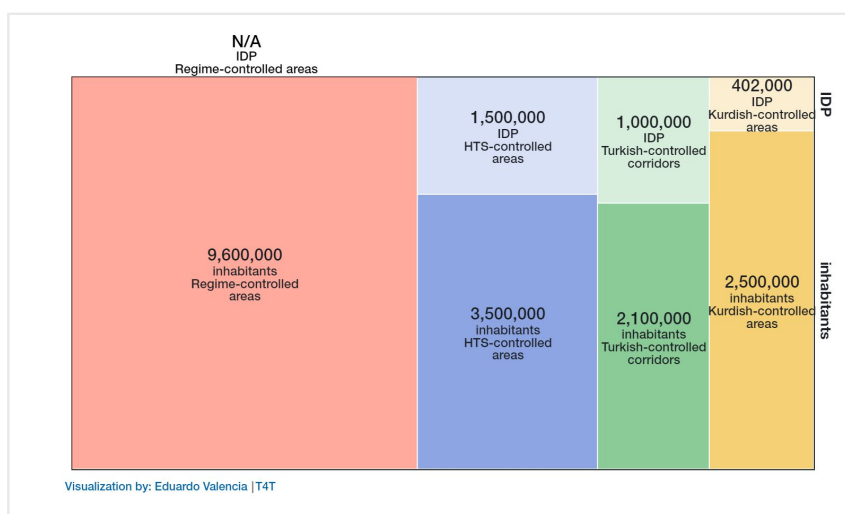 N/A
IDP
Regime-controlled areas
1,500,000
IDP
HTS-controlled
areas
1,000,000
IDP
Turkish-controlled
corridors
402,000
IDP
Kurdish-controlled
areas
IDP
9,600,000
inhabitants
Regime-controlled
areas
3,500,000
inhabitants
HTS-controlled
areas
2,100,000
inhabitants
Turkish-controlled
corridors
2,500,000
inhabitants
Kurdish-controlled
areas
inhabitants
Visualization by: Eduardo Valencia | T4T